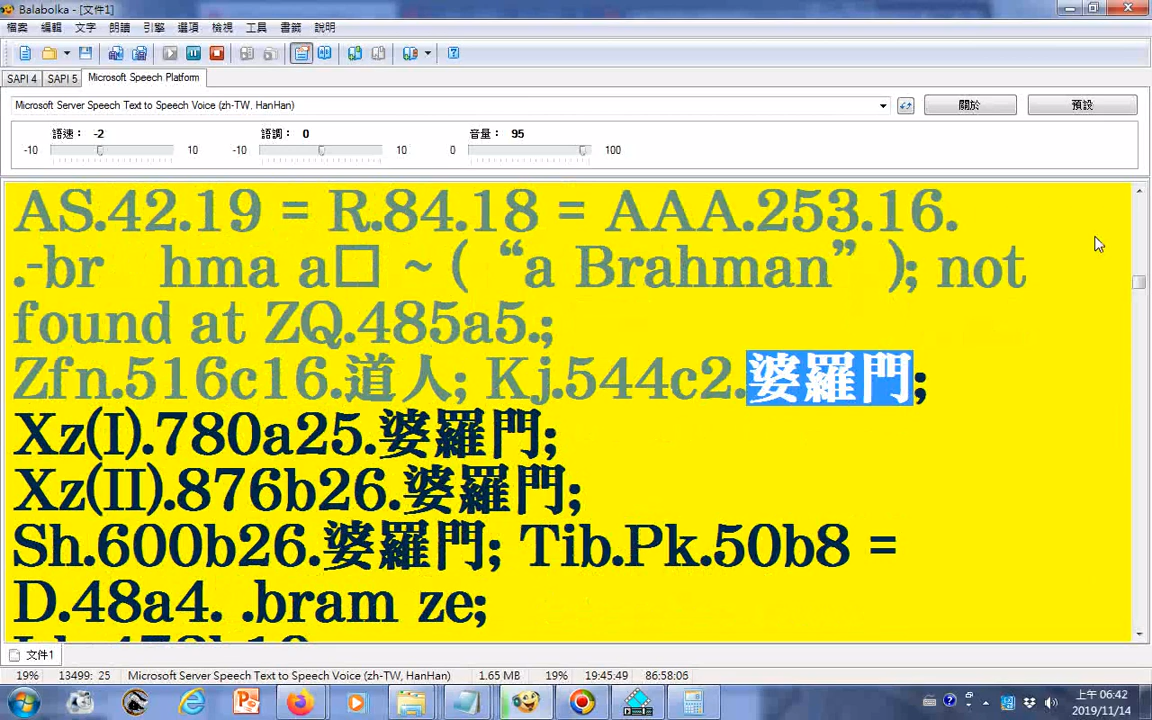 Balabolka - [文件1]
檔案 編輯 文字 朗讀 引擎 選項 檢視 工具 書籤 說明
SAPI 4 SAPI 5 Microsoft Speech Platform
Microsoft Server Speech Text to Speech Voice (zh-TW, HanHan) 關於 預設
語速： -2 語調： 0 音量： 95
-10 10 -10 10 0 100
AS.42.19 = R.84.18 = AAA.253.16.
.-br hma a□ ~ ( “a Brahman” ); not
found at ZQ.485a5.;
Zfn.516c16.道人; Kj.544c2.婆羅門;
Xz(I).780a25.婆羅門;
Xz(II).876b26.婆羅門;
Sh.600b26.婆羅門; Tib.Pk.50b8 =
D.48a4. .bram ze;
文件1
19% 13499: 25 Microsoft Server Speech Text to Speech Voice (zh-TW, HanHan) 1.65 MB 19% 19:45:49 86:58:06
上午 06:42
2019/11/14